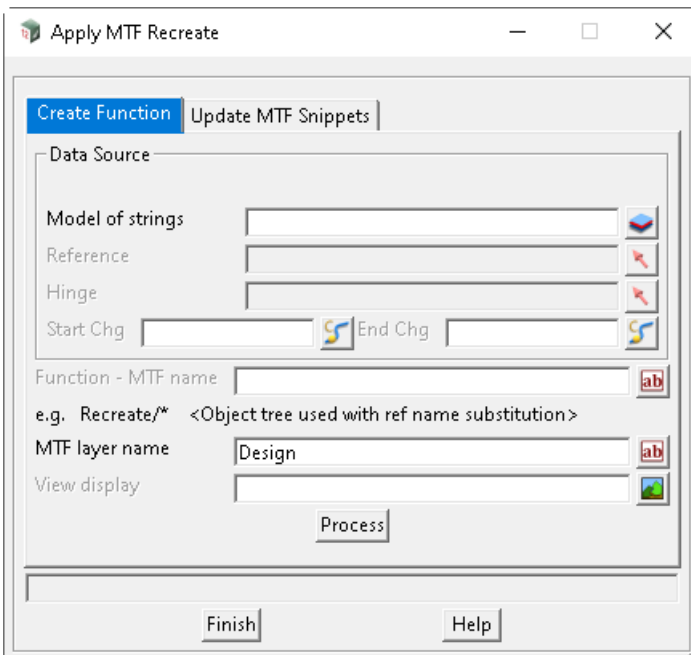 Apply MTF Recreate
Create Function Update MTF Snippets
Data Source
Model of strings
Reference
Hinge
Start Chg End Chg
Function - MTF name ab
e.g. Recreate/* <Object tree used with ref name substitution>
MTF layer name Design ab
View display
Process
Finish Help